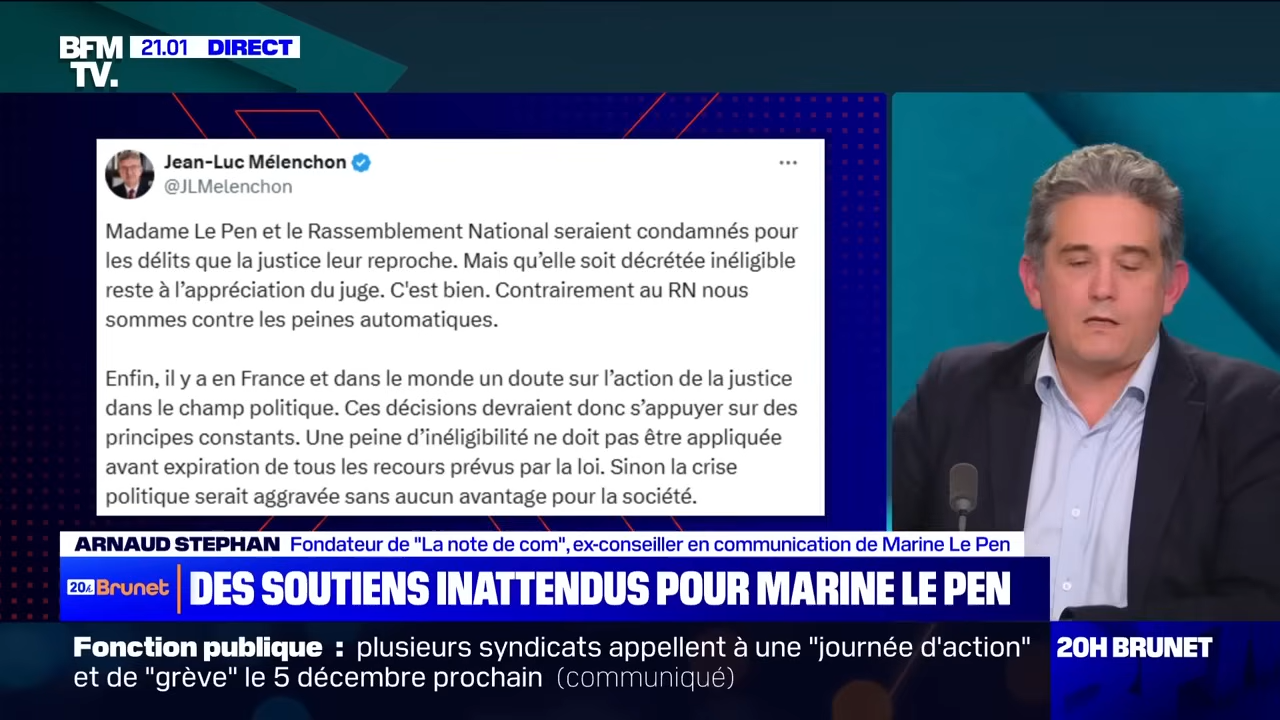 BFM
TV.
21.01 DIRECT
Jean-Luc Mélenchon
@JLMelenchon
Madame Le Pen et le Rassemblement National seraient condamnés pour
les délits que la justice leur reproche. Mais qu'elle soit décrétée inéligible
reste à l'appréciation du juge. C'est bien. Contrairement au RN nous
sommes contre les peines automatiques.
Enfin, il y a en France et dans le monde un doute sur l'action de la justice
dans le champ politique. Ces décisions devraient donc s'appuyer sur des
principes constants. Une peine d'inéligibilité ne doit pas être appliquée
avant expiration de tous les recours prévus par la loi. Sinon la crise
politique serait aggravée sans aucun avantage pour la société.
ARNAUD STEPHAN Fondateur de "La note de com", ex-conseiller en communication de Marine Le Pen
20h Brunet DES SOUTIENS INATTENDUS POUR MARINE LE PEN
Fonction publique : plusieurs syndicats appellent à une "journée d'action"
et de "grève" le 5 décembre prochain (communiqué)
20H BRUNET